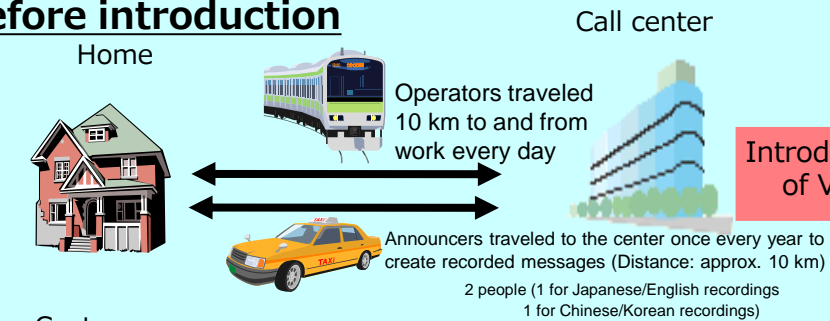 efore introduction
Home
Call center
Operators traveled
10 km to and from
work every day
Introd
of V
TAXI
TAXI
Announcers traveled to the center once every year to
create recorded messages (Distance: approx. 10 km)
2 people (1 for Japanese/English recordings
1 for Chinese/Korean recordings)